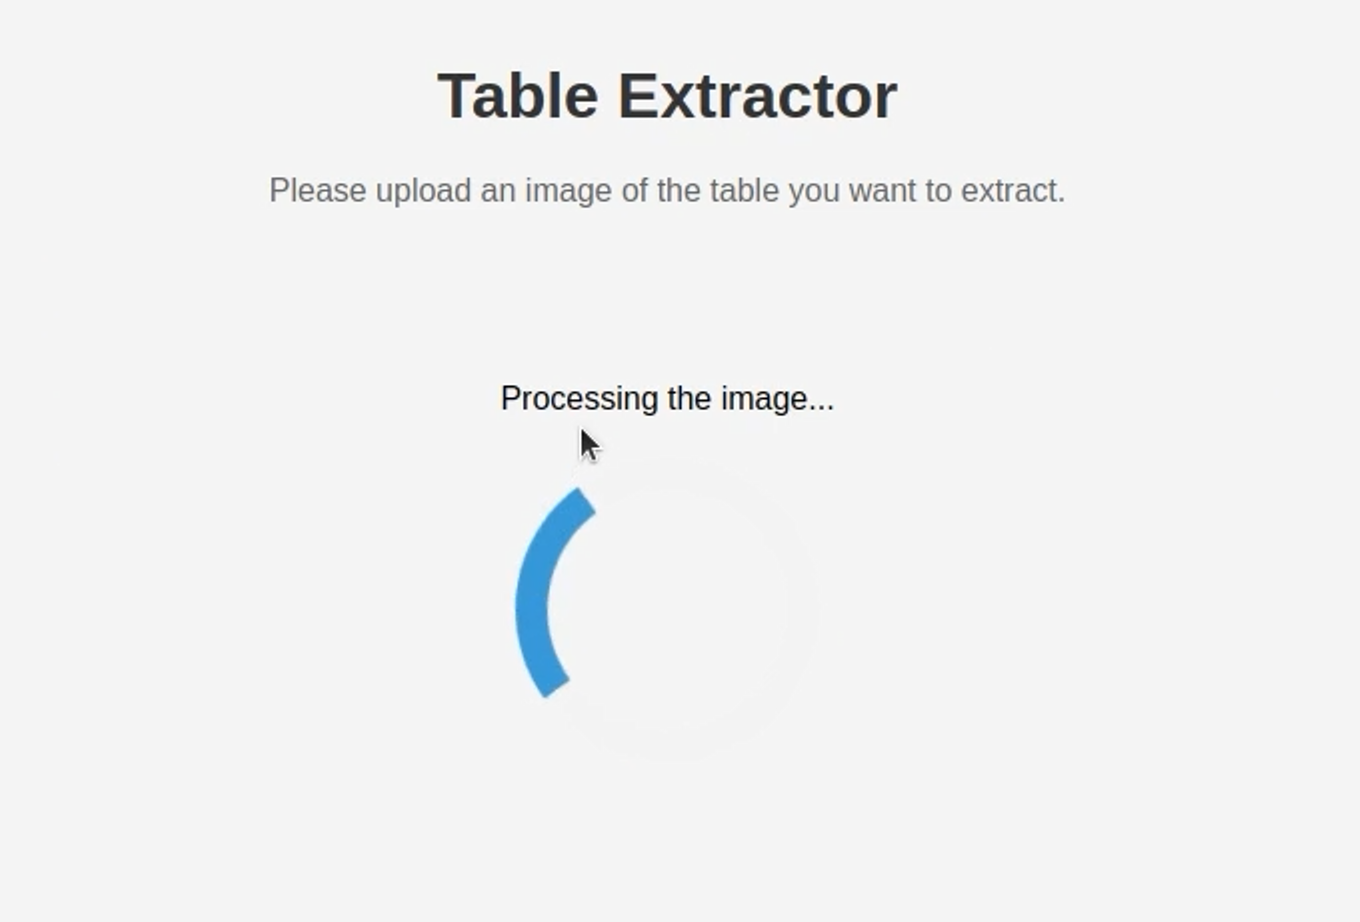 Table Extractor
Please upload an image of the table you want to extract.
Processing the image...